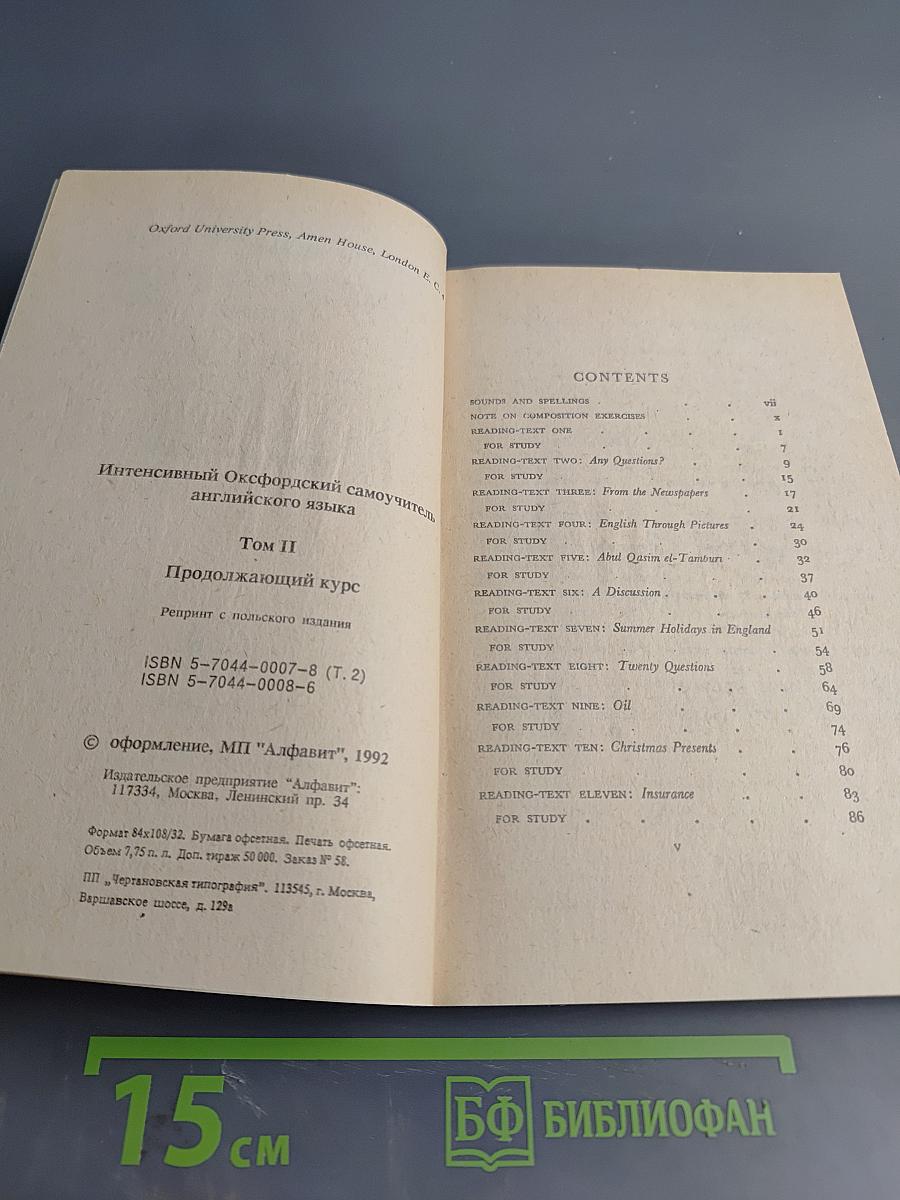 Oxford University Press, Amen House, London E. C. 4
Интенсивный Оксфордский самоучитель
английского языка
Том II
Продолжающий курс
Репринт с польского издания
ISBN 5-7044-0007-8 (Т. 2)
ISBN 5-7044-0008-6
© оформление, МП "Алфавит", 1992
Издательское предприятие "Алфавит":
117334, Москва, Ленинский пр. 34
Формат 84х108/32. Бумага офсетная. Печать офсетная.
Объем 7,75 п. л. Доп. тираж 50 000. Заказ № 58.
ПП „Чертановская типография". 113545, г. Москва,
Варшавское шоссе, д. 129а
CONTENTS
SOUNDS AND SPELLINGS . . . vii
NOTE ON COMPOSITION EXERCISES . . x
READING-TEXT ONE . . . . 1
FOR STUDY . . . . . 7
READING-TEXT TWO: Any Questions? . . 9
FOR STUDY . . . . . 15
READING-TEXT THREE: From the Newspapers . 17
FOR STUDY . . . . . 21
READING-TEXT FOUR: English Through Pictures . 24
FOR STUDY . . . . . 30
READING-TEXT FIVE: Abul Qasim el-Tamburi . . 32
FOR STUDY . . . . . 37
READING-TEXT SIX: A Discussion . . . 40
FOR STUDY . . . . . 46
READING-TEXT SEVEN: Summer Holidays in England 51
FOR STUDY . . . . . 54
READING-TEXT EIGHT: Twenty Questions . 58
FOR STUDY . . . . 64
READING-TEXT NINE: Oil . . . 69
FOR STUDY . . . . . 74
READING-TEXT TEN: Christmas Presents . . 76
FOR STUDY . . . . . 80
READING-TEXT ELEVEN: Insurance . . 83
FOR STUDY . . . . . 86
v
15 см
БФ БИБЛИОФАН